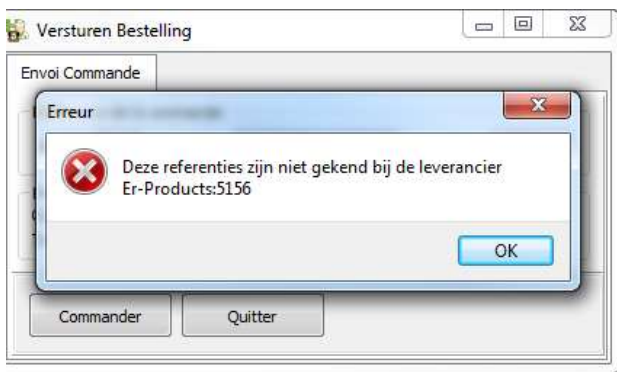 Versturen Bestelling
Envoi Commande
Erreur
Deze referenties zijn niet gekend bij de leverancier
Er-Products:5156
OK
Commander
Quitter